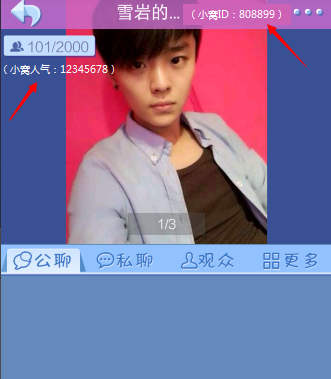 雪岩的... （小窝ID：808899）
101/2000
（小窝人气：12345678）
1/3
公聊 私聊 观众 更多